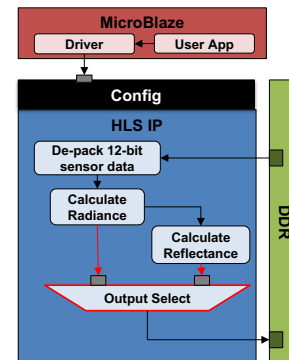 MicroBlaze
Driver
User App
Config
HLS IP
De-pack 12-bit
sensor data
Calculate
Radiance
Calculate
Reflectance
Output Select
DDR